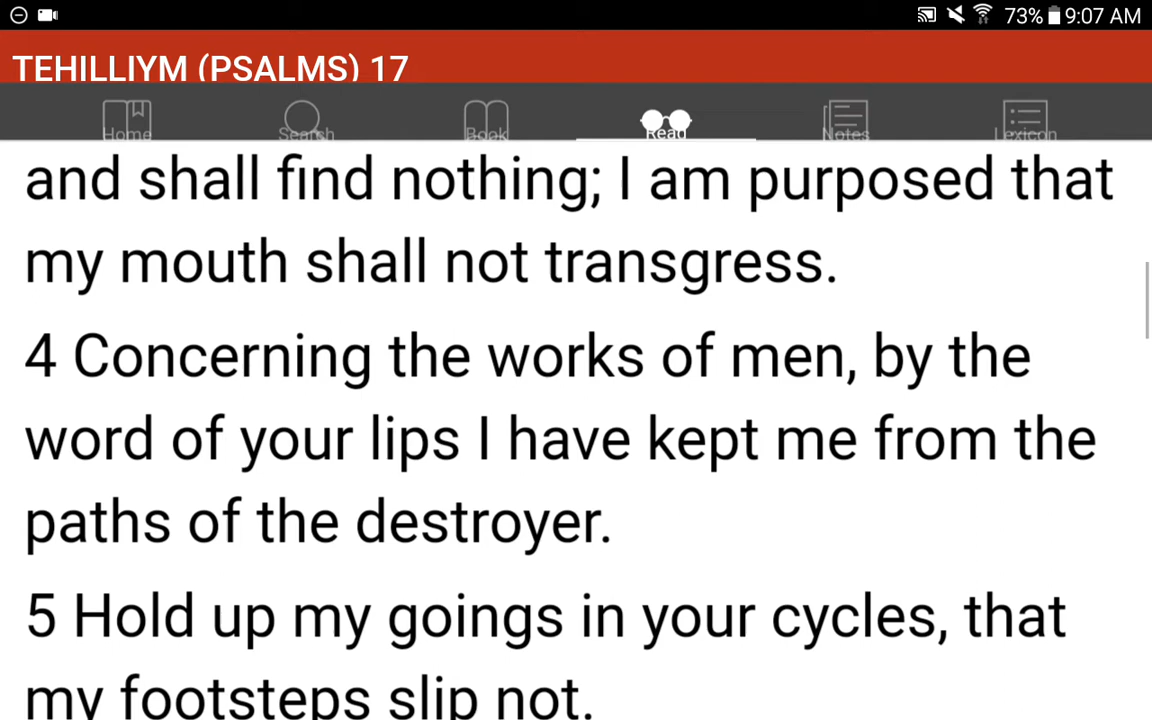 73% 9:07 AM
TEHILLIYM (PSALMS) 17
Home Search Book Read Notes Lexicon
and shall find nothing; I am purposed that
my mouth shall not transgress.
4 Concerning the works of men, by the
word of your lips I have kept me from the
paths of the destroyer.
5 Hold up my goings in your cycles, that
my footsteps slip not.